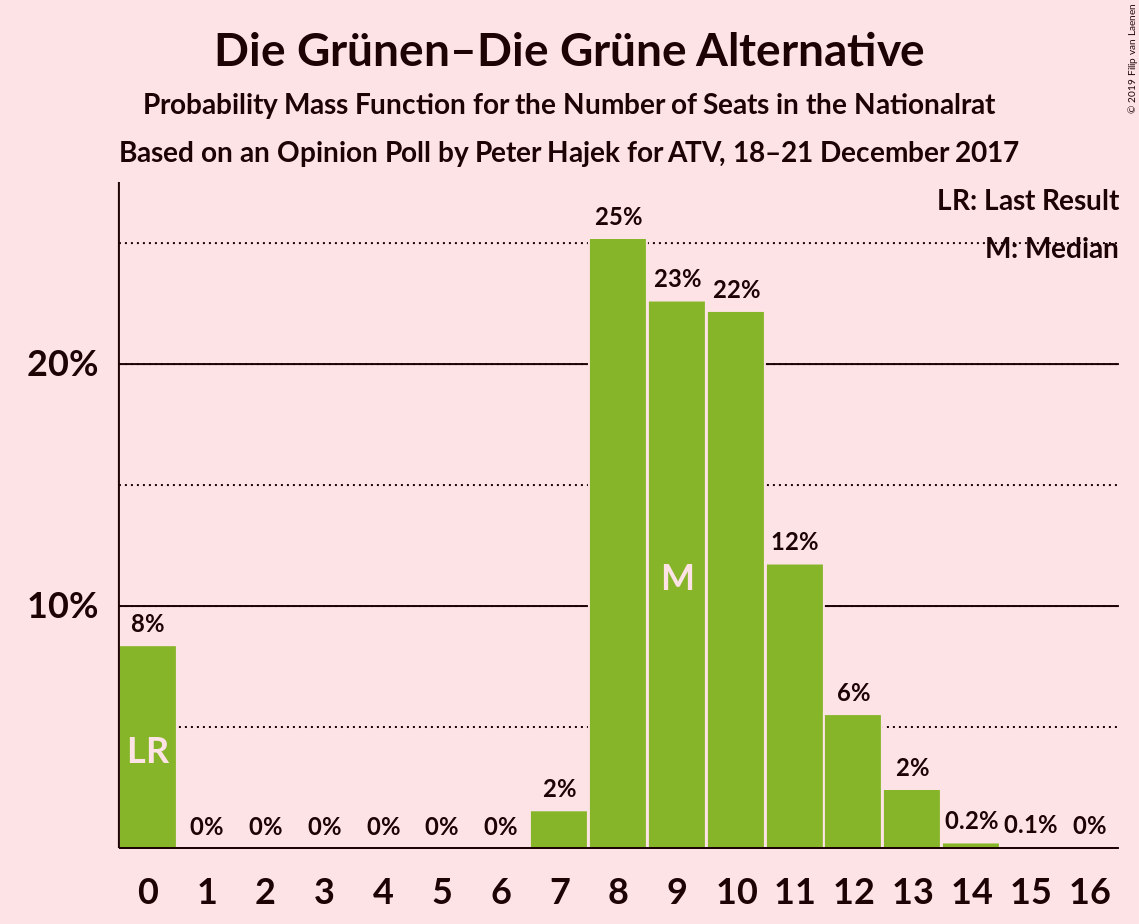 Die Grünen–Die Grüne Alternative
Probability Mass Function for the Number of Seats in the Nationalrat
Based on an Opinion Poll by Peter Hajek for ATV, 18–21 December 2017
© 2019 Filip van Laenen
LR: Last Result
M: Median
25%
23%
22%
20%
12%
10%
8%
6%
2%
2%
0%
0%
0%
0%
0%
0%
0.2%
0.1%
0%
M
LR
0 1 2 3 4 5 6 7 8 9 10 11 12 13 14 15 16